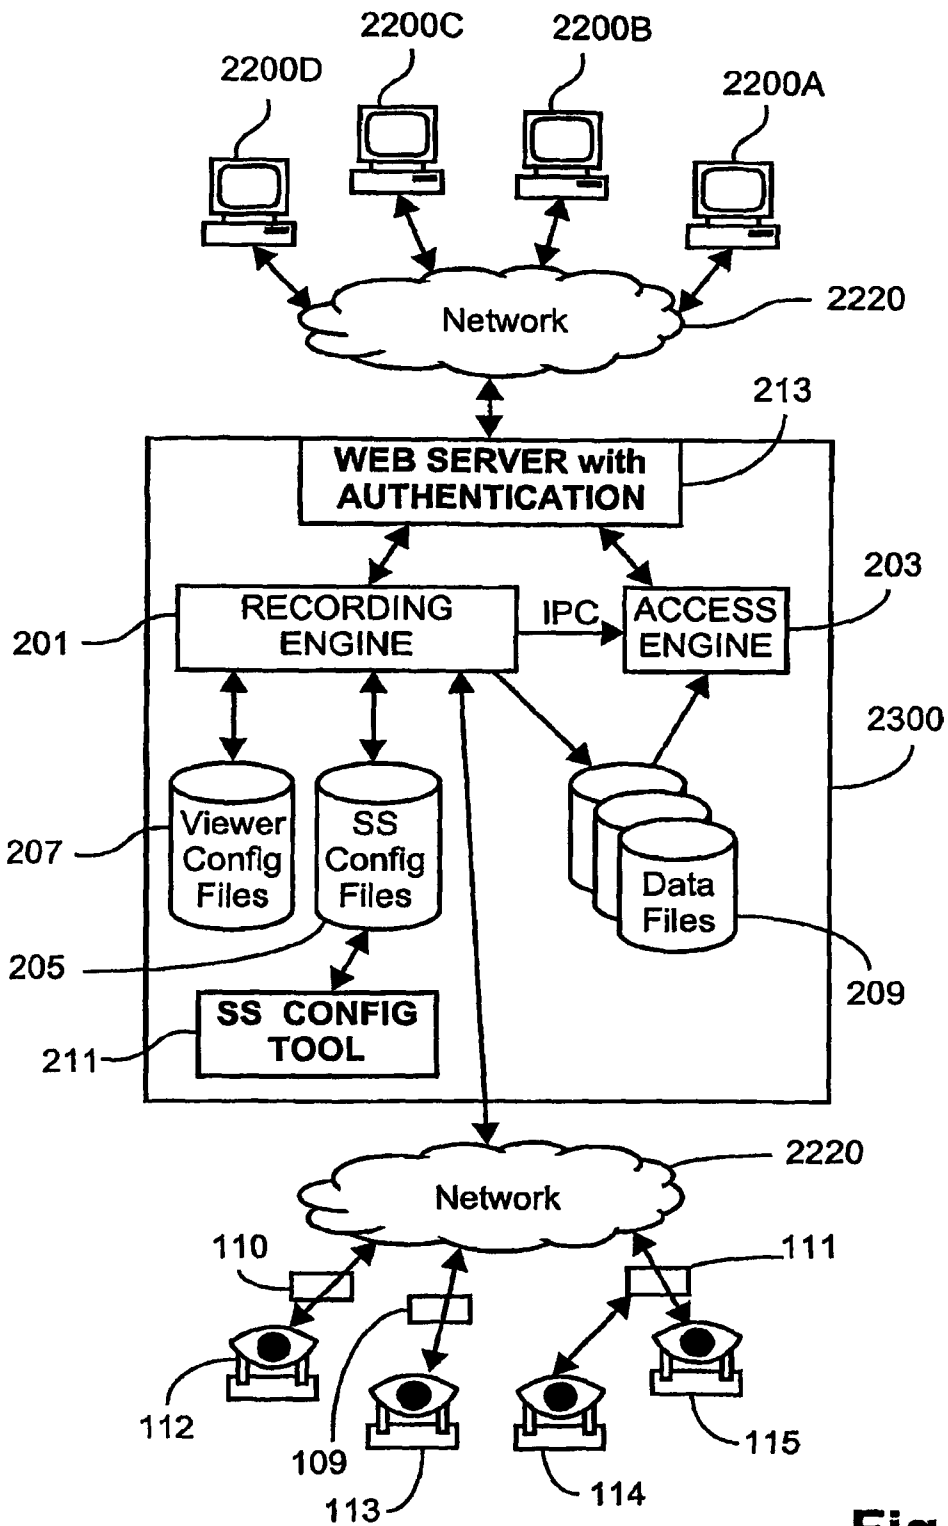 2200C
2200B
2200D
2200A
Network
2220
213
WEB SERVER with
AUTHENTICATION
203
201
RECORDING
ENGINE
IPC
ACCESS
ENGINE
2300
207
Viewer
Config
Files
SS
Config
Files
Data
Files
205
209
211
SS CONFIG
TOOL
2220
Network
110
111
112
109
113
114
115
Fig